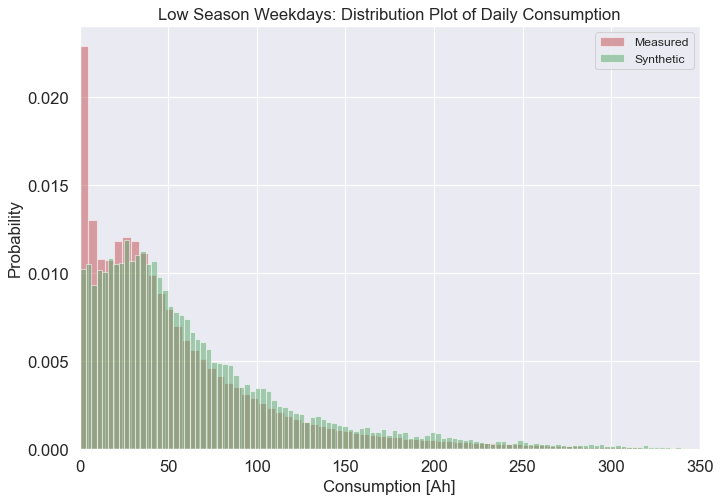 Low Season Weekdays: Distribution Plot of Daily Consumption
Measured
Synthetic
Probability
0.020
0.015
0.010
0.005
0.000
0 50 100 150 200 250 300 350
Consumption [Ah]